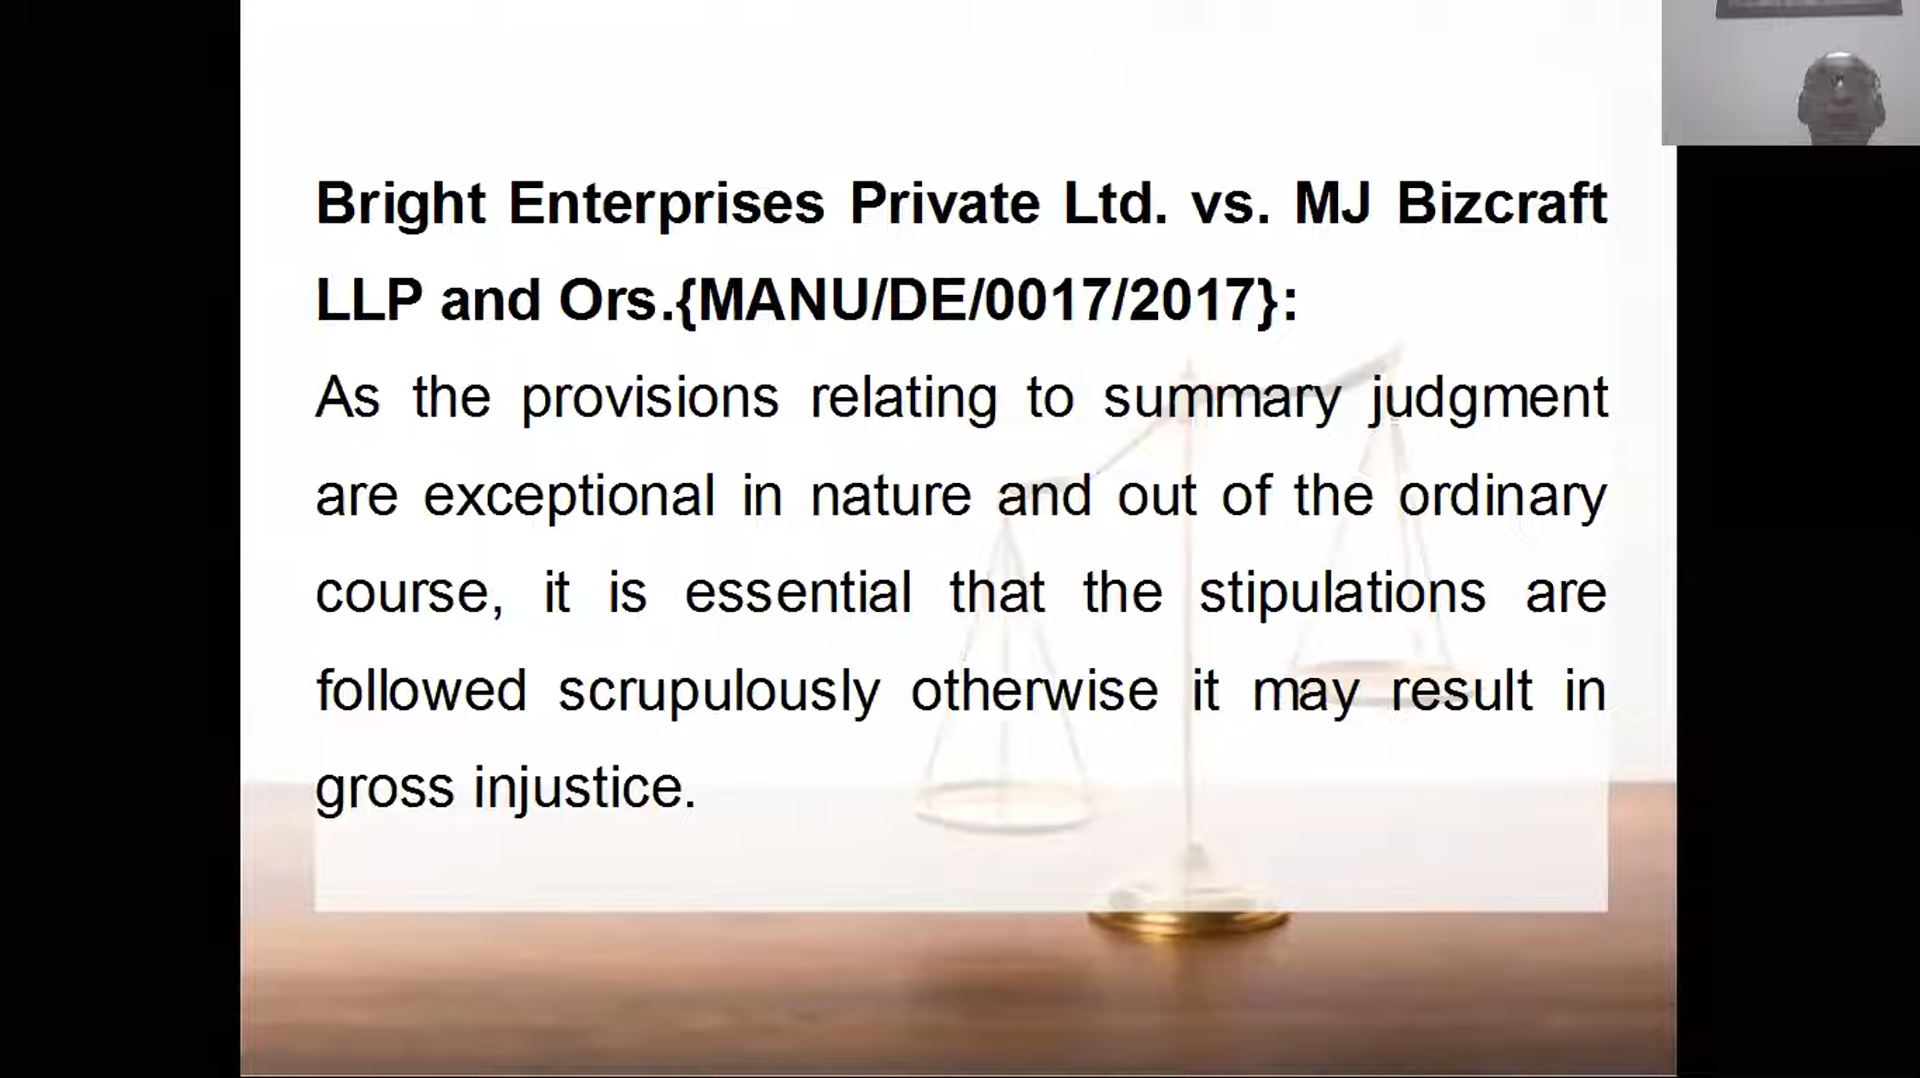 Bright Enterprises Private Ltd. vs. MJ Bizcraft
LLP and Ors.{MANU/DE/0017/2017}:
As the provisions relating to summary judgment
are exceptional in nature and out of the ordinary
course, it is essential that the stipulations are
followed scrupulously otherwise it may result in
gross injustice.